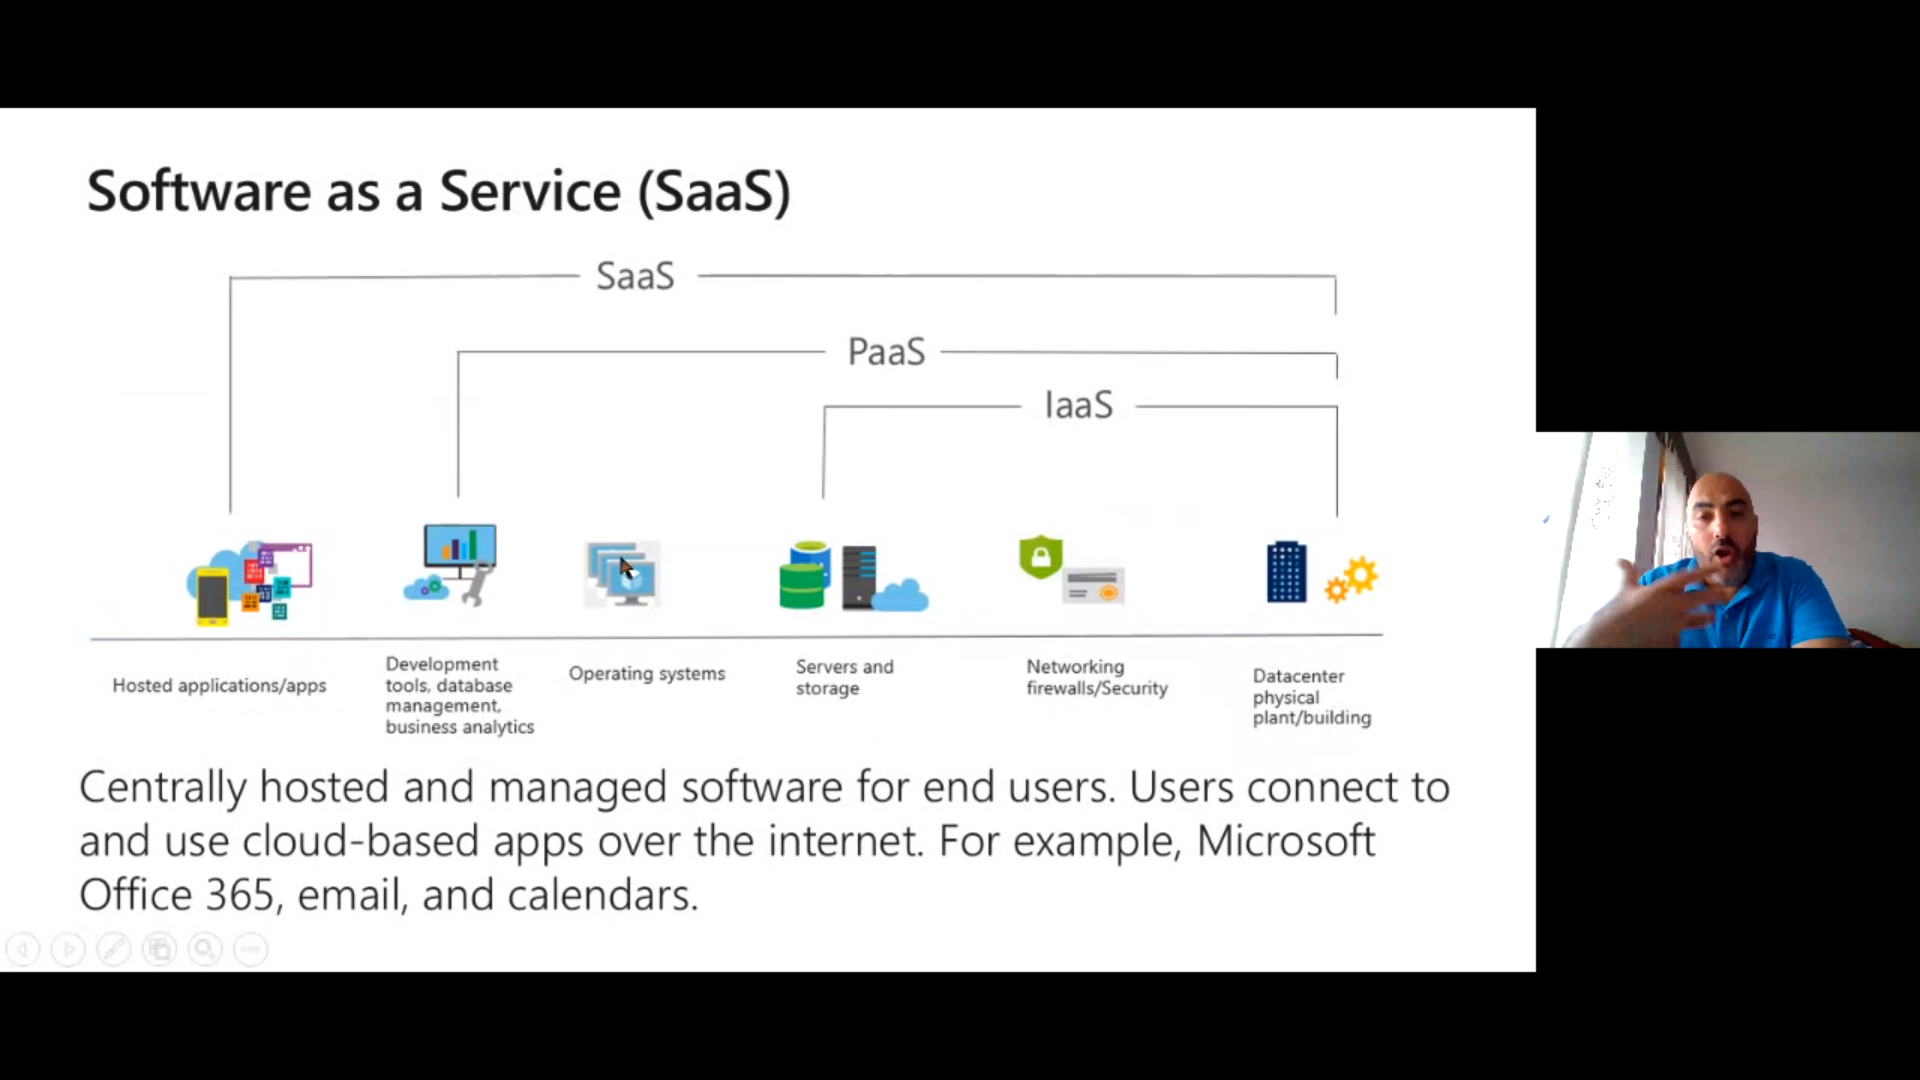 Software as a Service (SaaS)
SaaS
PaaS
IaaS
Hosted applications/apps
Development
tools, database
management,
business analytics
Operating systems
Servers and
storage
Networking
firewalls/Security
Datacenter
physical
plant/building
Centrally hosted and managed software for end users. Users connect to
and use cloud-based apps over the internet. For example, Microsoft
Office 365, email, and calendars.